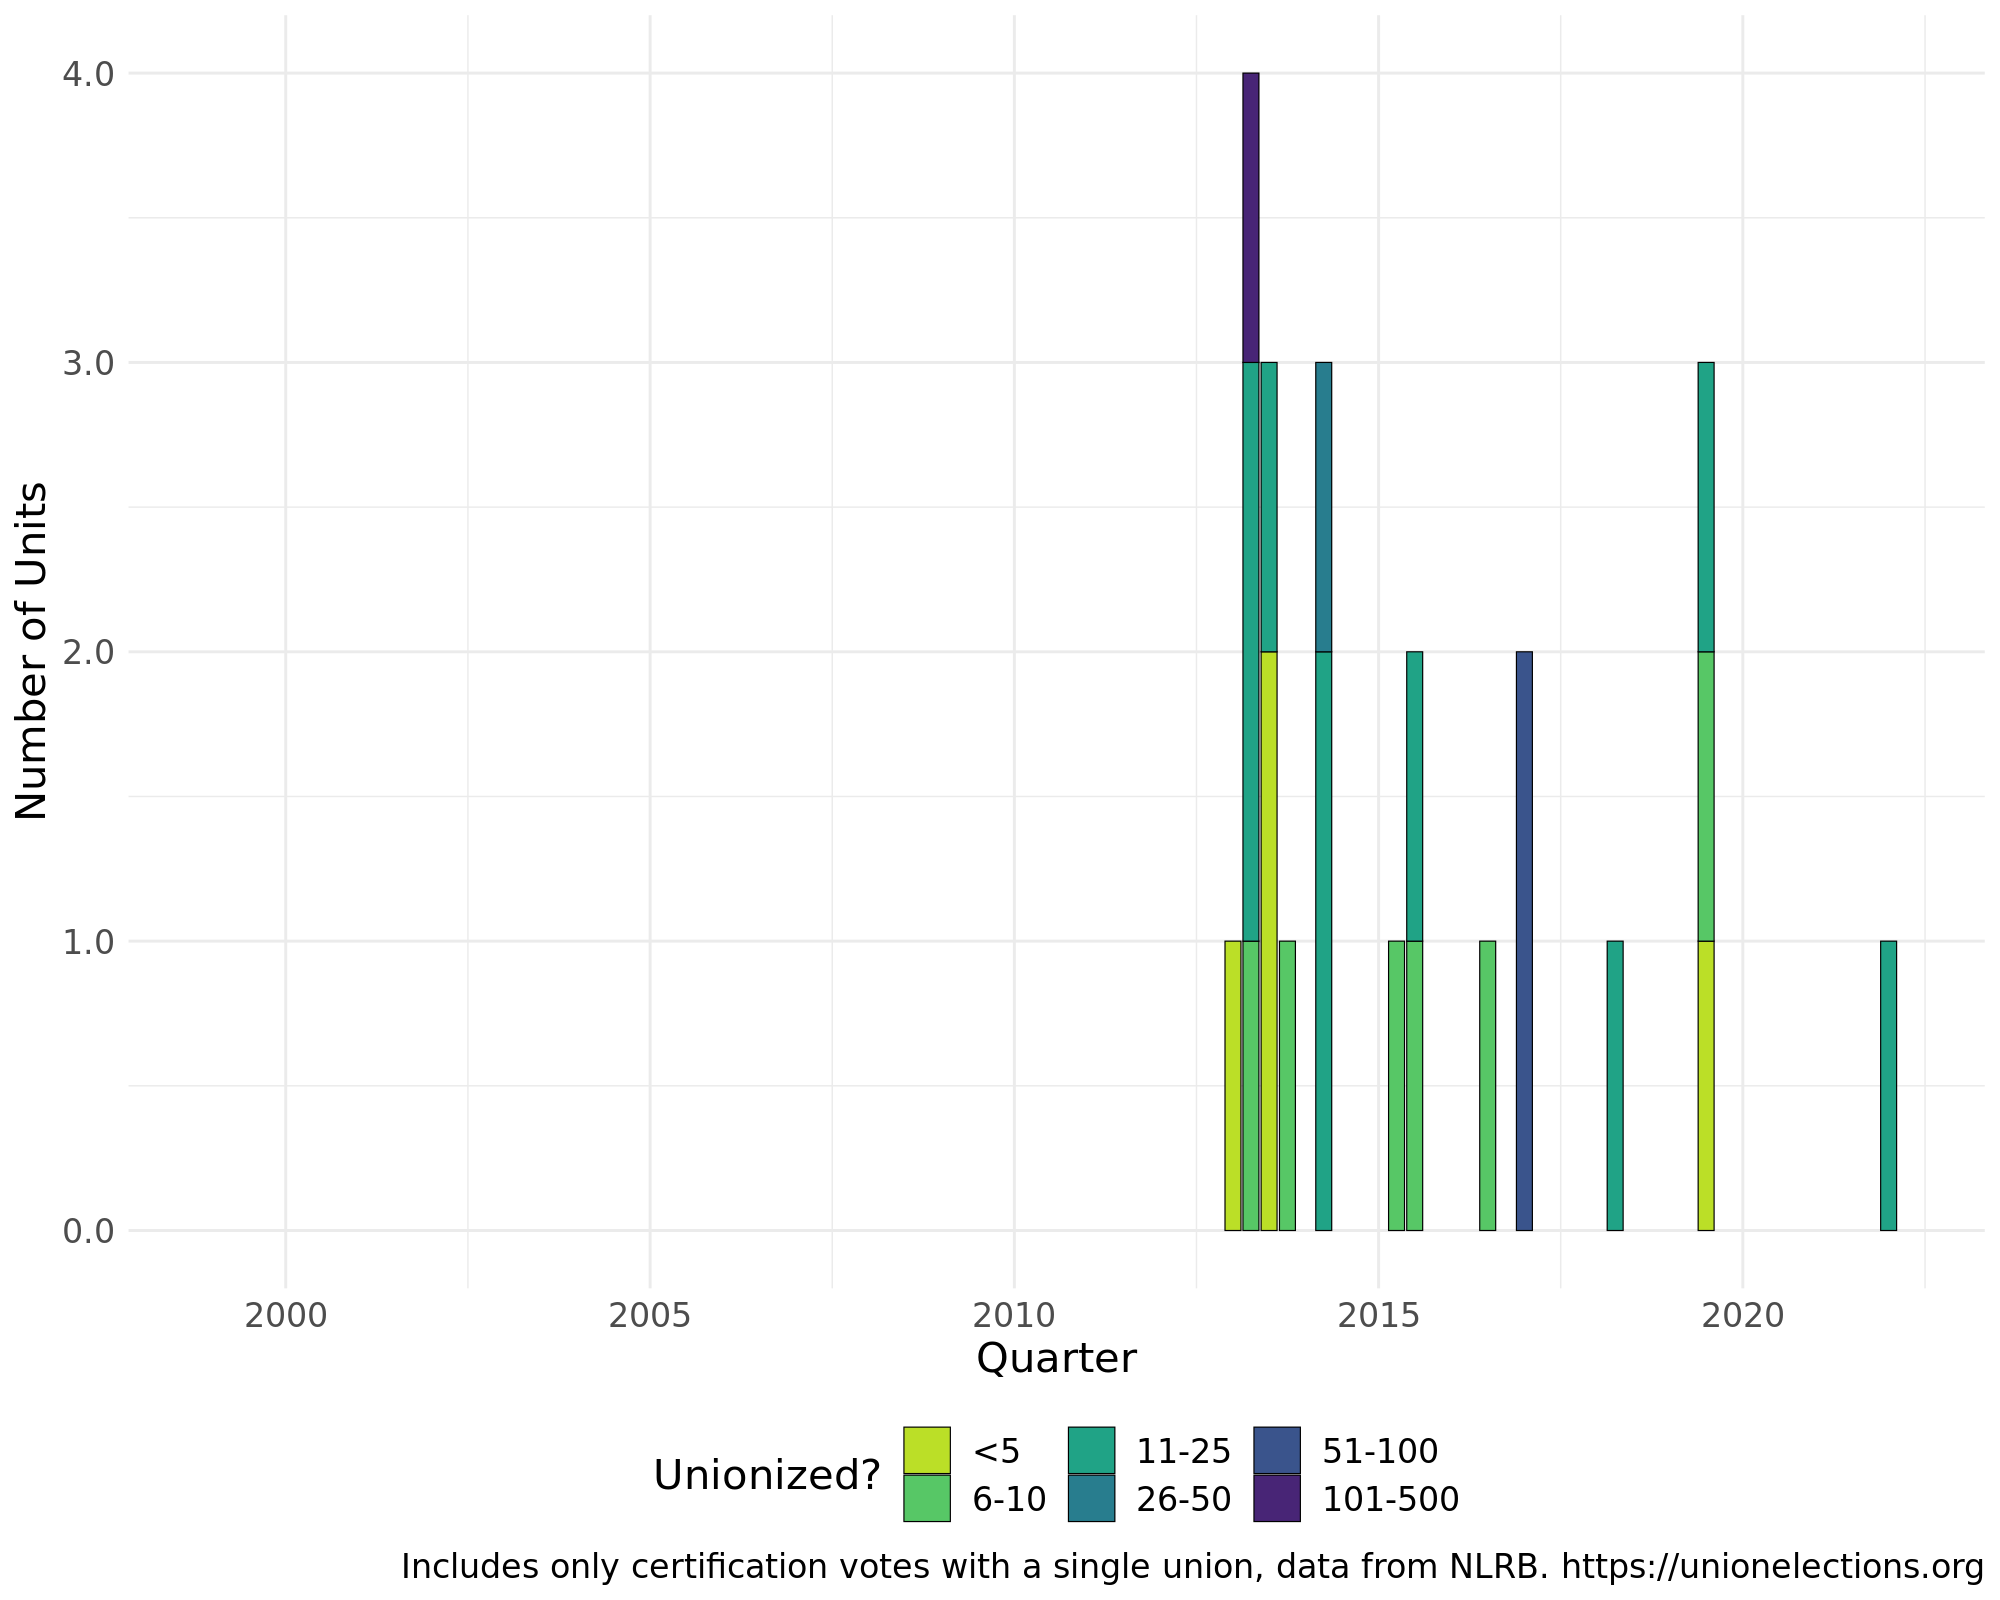 4.0
3.0
2.0
1.0
0.0
Number of Units
2000 2005 2010 2015 2020
Quarter
Unionized?
<5 11-25 51-100
6-10 26-50 101-500
Includes only certification votes with a single union, data from NLRB. https://unionelections.org